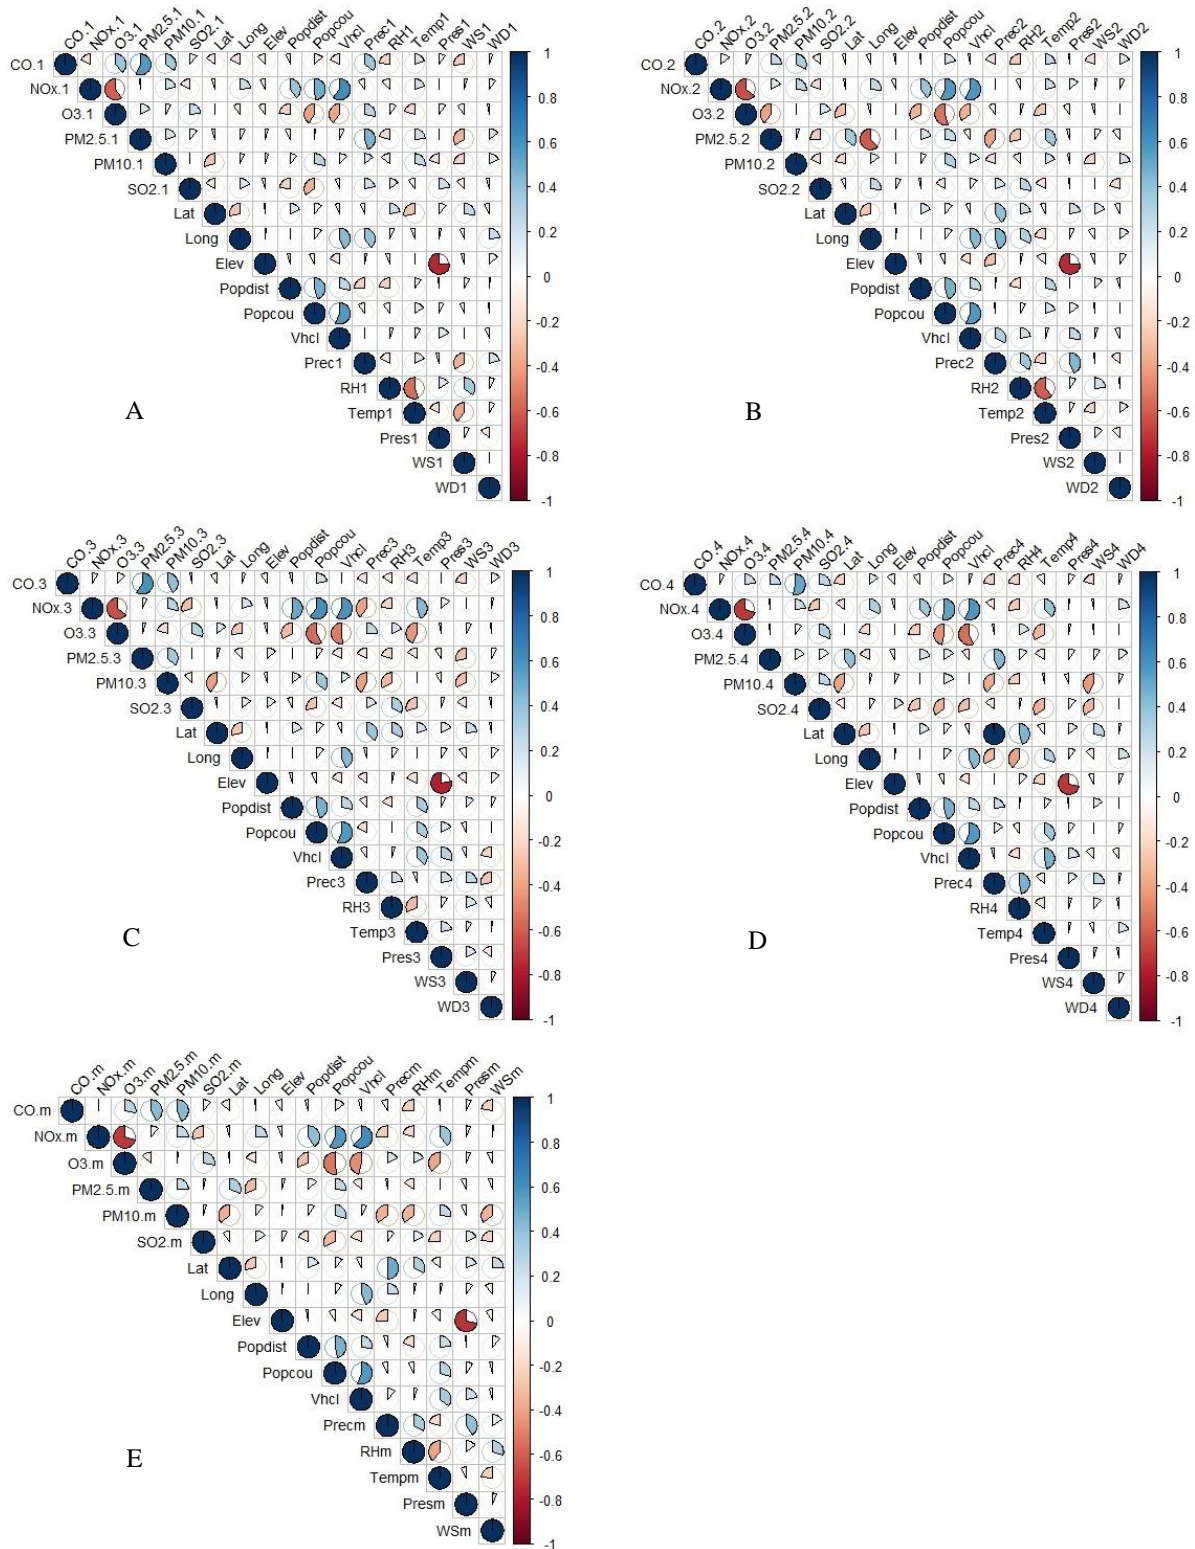 CO.1 NOx.1 O3.1 PM2.5.1 PM10.1 SO2.1 Lat Long Elev Popdist Popcou Vhcl Prec1 RH1 Temp1 Pres1 WS1 WD1
CO.1
NOx.1
O3.1
PM2.5.1
PM10.1
SO2.1
Lat
Long
Elev
Popdist
Popcou
Vhcl
Prec1
RH1
Temp1
Pres1
WS1
WD1
1
0.8
0.6
0.4
0.2
0
-0.2
-0.4
-0.6
-0.8
-1
A
CO.2 NOx.2 O3.2 PM2.5.2 PM10.2 SO2.2 Lat Long Elev Popdist Popcou Vhcl Prec2 RH2 Temp2 Pres2 WS2 WD2
CO.2
NOx.2
O3.2
PM2.5.2
PM10.2
SO2.2
Lat
Long
Elev
Popdist
Popcou
Vhcl
Prec2
RH2
Temp2
Pres2
WS2
WD2
1
0.8
0.6
0.4
0.2
0
-0.2
-0.4
-0.6
-0.8
-1
B
CO.3 NOx.3 O3.3 PM2.5.3 PM10.3 SO2.3 Lat Long Elev Popdist Popcou Vhcl Prec3 RH3 Temp3 Pres3 WS3 WD3
CO.3
NOx.3
O3.3
PM2.5.3
PM10.3
SO2.3
Lat
Long
Elev
Popdist
Popcou
Vhcl
Prec3
RH3
Temp3
Pres3
WS3
WD3
1
0.8
0.6
0.4
0.2
0
-0.2
-0.4
-0.6
-0.8
-1
C
CO.4 NOx.4 O3.4 PM2.5.4 PM10.4 SO2.4 Lat Long Elev Popdist Popcou Vhcl Prec4 RH4 Temp4 Pres4 WS4 WD4
CO.4
NOx.4
O3.4
PM2.5.4
PM10.4
SO2.4
Lat
Long
Elev
Popdist
Popcou
Vhcl
Prec4
RH4
Temp4
Pres4
WS4
WD4
1
0.8
0.6
0.4
0.2
0
-0.2
-0.4
-0.6
-0.8
-1
D
CO.m NOx.m O3.m PM2.5.m PM10.m SO2.m Lat Long Elev Popdist Popcou Vhcl Precm RHm Tempm Presm WSm
CO.m
NOx.m
O3.m
PM2.5.m
PM10.m
SO2.m
Lat
Long
Elev
Popdist
Popcou
Vhcl
Precm
RHm
Tempm
Presm
WSm
1
0.8
0.6
0.4
0.2
0
-0.2
-0.4
-0.6
-0.8
-1
E